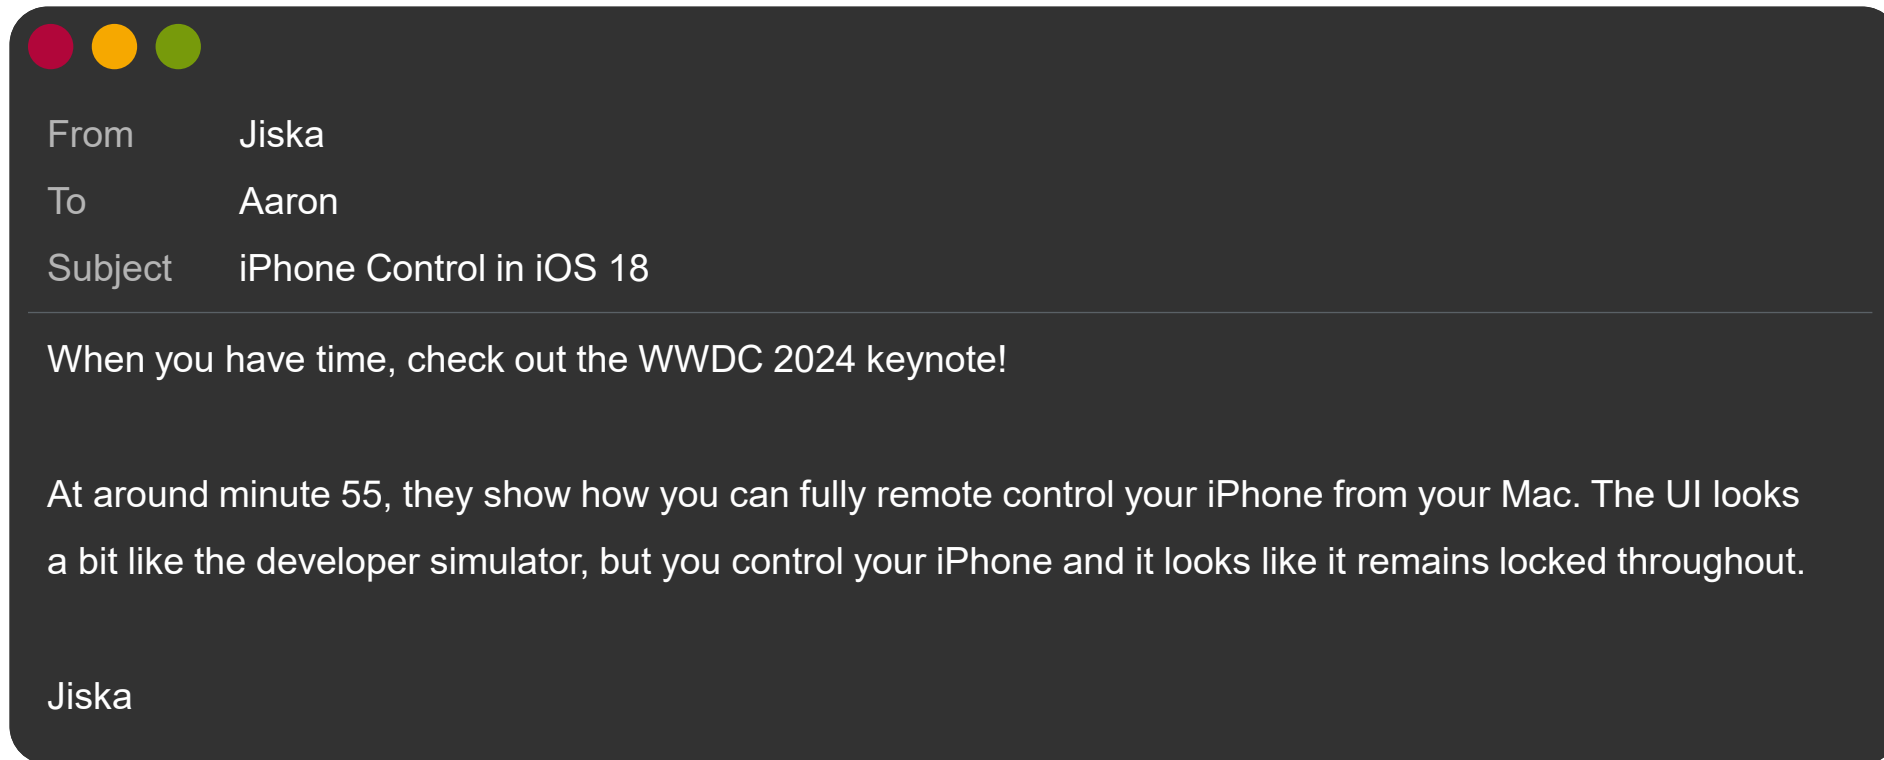 From Jiska
To Aaron
Subject iPhone Control in iOS 18
When you have time, check out the WWDC 2024 keynote!
At around minute 55, they show how you can fully remote control your iPhone from your Mac. The UI looks
a bit like the developer simulator, but you control your iPhone and it looks like it remains locked throughout.
Jiska